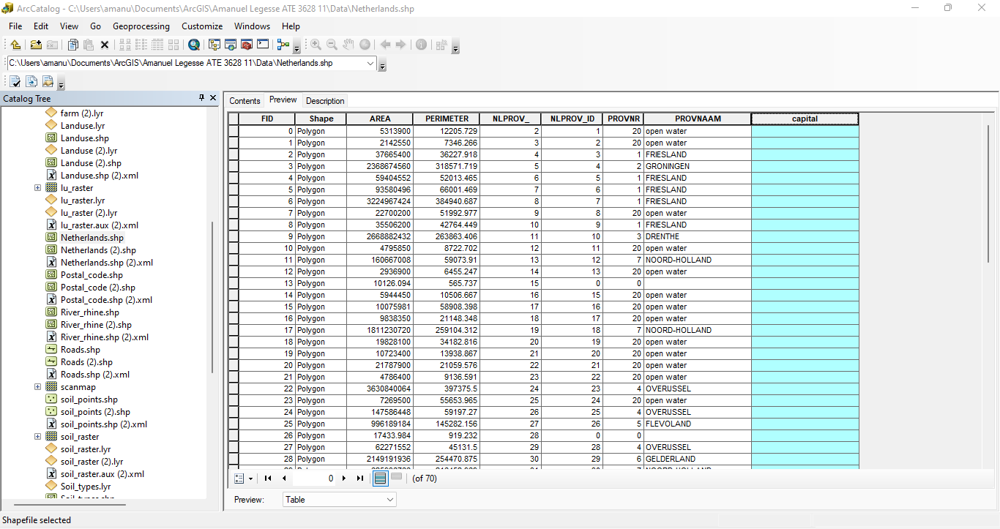 ArcCatalog - C:\Users\amanu\Documents\ArcGIS\Amanuel Legesse ATE 3628 11\Data\Netherlands.shp
File Edit View Go Geoprocessing Customize Windows Help
C:\Users\amanu\Documents\ArcGIS\Amanuel Legesse ATE 3628 11\Data\Netherlands.shp
Catalog Tree
farm (2).lyr
Landuse.lyr
Landuse.shp
Landuse (2).lyr
Landuse (2).shp
Landuse.shp (2).xml
lu_raster
lu_raster.lyr
lu_raster (2).lyr
lu_raster.aux (2).xml
Netherlands.shp
Netherlands (2).shp
Netherlands.shp (2).xml
Postal_code.shp
Postal_code (2).shp
Postal_code.shp (2).xml
River_rhine.shp
River_rhine (2).shp
River_rhine.shp (2).xml
Roads.shp
Roads (2).shp
Roads.shp (2).xml
scanmap
soil_points.shp
soil_points (2).shp
soil_points.shp (2).xml
soil_raster
soil_raster.lyr
soil_raster (2).lyr
soil_raster.aux (2).xml
Soil_types.lyr
Contents Preview Description
FID Shape AREA PERIMETER NLPROV_ NLPROV_ID PROVNR PROVNAAM capital
0 Polygon 5313900 12205.729 2 1 20 open water
1 Polygon 2142550 7346.266 3 2 20 open water
2 Polygon 37665400 36227.918 4 3 1 FRIESLAND
3 Polygon 2368674560 318571.719 5 4 2 GRONINGEN
4 Polygon 59404552 52013.465 6 5 1 FRIESLAND
5 Polygon 93580496 66001.469 7 6 1 FRIESLAND
6 Polygon 3224967424 384940.687 8 7 1 FRIESLAND
7 Polygon 22700200 51992.977 9 8 20 open water
8 Polygon 35506200 42764.449 10 9 1 FRIESLAND
9 Polygon 2668882432 263863.406 11 10 3 DRENTHE
10 Polygon 4795850 8722.702 12 11 20 open water
11 Polygon 160667008 59073.91 13 12 7 NOORD-HOLLAND
12 Polygon 2936900 6455.247 14 13 20 open water
13 Polygon 10126.094 565.737 15 0 0
14 Polygon 5944450 10506.667 16 15 20 open water
15 Polygon 10075981 58908.398 17 16 20 open water
16 Polygon 9838350 21148.348 18 17 20 open water
17 Polygon 1811230720 259104.312 19 18 7 NOORD-HOLLAND
18 Polygon 19828100 34182.816 20 19 20 open water
19 Polygon 10723400 13938.867 21 20 20 open water
20 Polygon 21787900 21059.576 22 21 20 open water
21 Polygon 4786400 9136.591 23 22 20 open water
22 Polygon 3630840064 397375.5 24 23 4 OVERIJSSEL
23 Polygon 7269500 55653.965 25 24 20 open water
24 Polygon 147586448 59197.27 26 25 4 OVERIJSSEL
25 Polygon 996189184 145282.156 27 26 5 FLEVOLAND
26 Polygon 17433.984 919.232 28 0 0
27 Polygon 62271552 45131.5 29 28 4 OVERIJSSEL
28 Polygon 2149191936 254470.875 30 29 6 GELDERLAND
0 (of 70)
Preview: Table
Shapefile selected